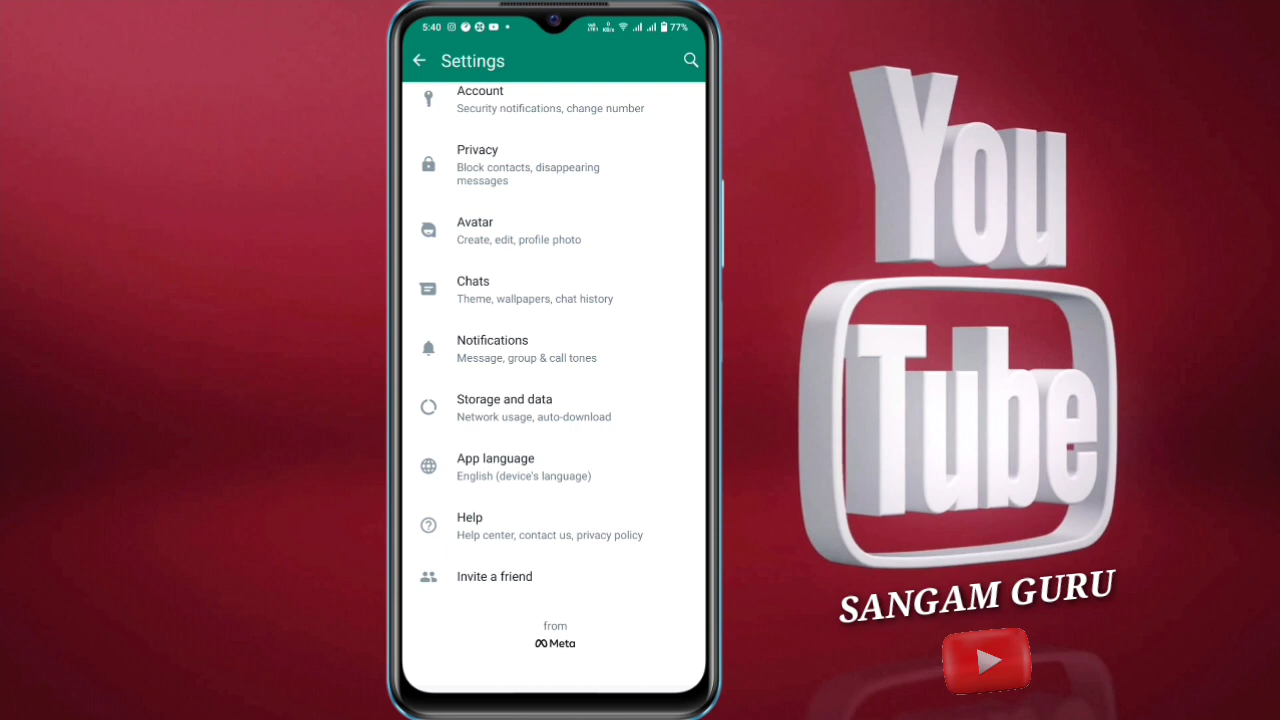 5:40
77%
Settings
Account
Security notifications, change number
Privacy
Block contacts, disappearing
messages
Avatar
Create, edit, profile photo
Chats
Theme, wallpapers, chat history
Notifications
Message, group & call tones
Storage and data
Network usage, auto-download
App language
English (device's language)
Help
Help center, contact us, privacy policy
Invite a friend
from
Meta
You
Tube
SANGAM GURU